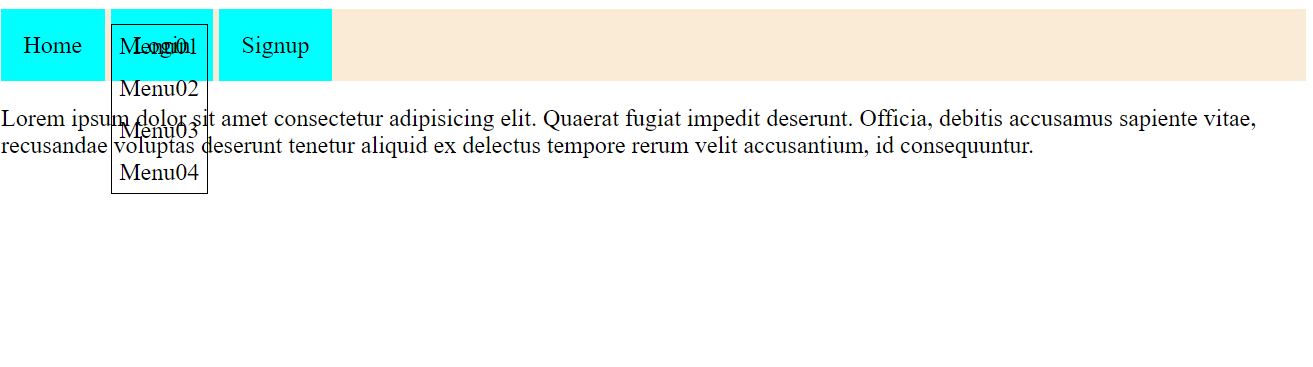 Home Login Signup
Menu01
Menu02
Lorem ipsum dolor sit amet consectetur adipisicing elit. Quaerat fugiat impedit deserunt. Officia, debitis accusamus sapiente vitae,
Menu03
recusandae voluptas deserunt tenetur aliquid ex delectus tempore rerum velit accusantium, id consequuntur.
Menu04